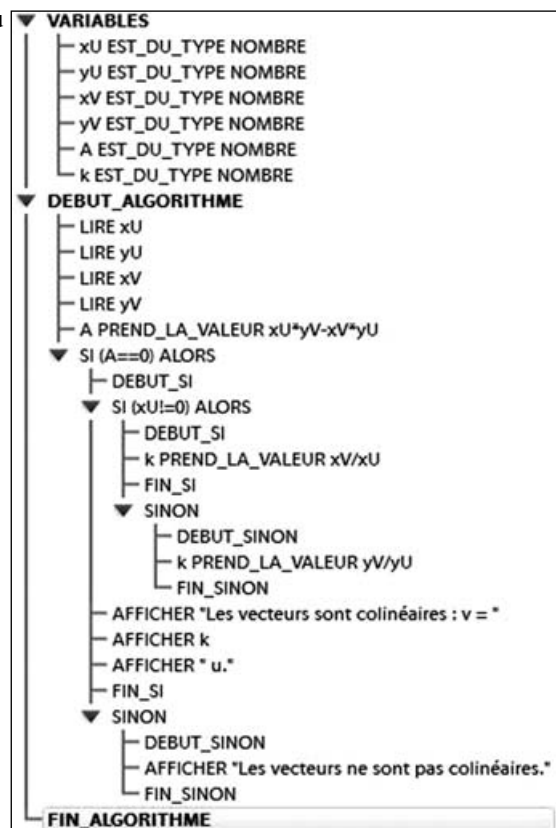 VARIABLES
xU EST_DU_TYPE NOMBRE
yU EST_DU_TYPE NOMBRE
xV EST_DU_TYPE NOMBRE
yV EST_DU_TYPE NOMBRE
A EST_DU_TYPE NOMBRE
k EST_DU_TYPE NOMBRE
DEBUT_ALGORITHME
LIRE xU
LIRE yU
LIRE xV
LIRE yV
A PREND_LA_VALEUR xU*yV-xV*yU
SI (A==0) ALORS
DEBUT_SI
SI (xU!=0) ALORS
DEBUT_SI
k PREND_LA_VALEUR xV/xU
FIN_SI
SINON
DEBUT_SINON
k PREND_LA_VALEUR yV/yU
FIN_SINON
AFFICHER "Les vecteurs sont colinéaires : v = "
AFFICHER k
AFFICHER " u."
FIN_SI
SINON
DEBUT_SINON
AFFICHER "Les vecteurs ne sont pas colinéaires."
FIN_SINON
FIN_ALGORITHME